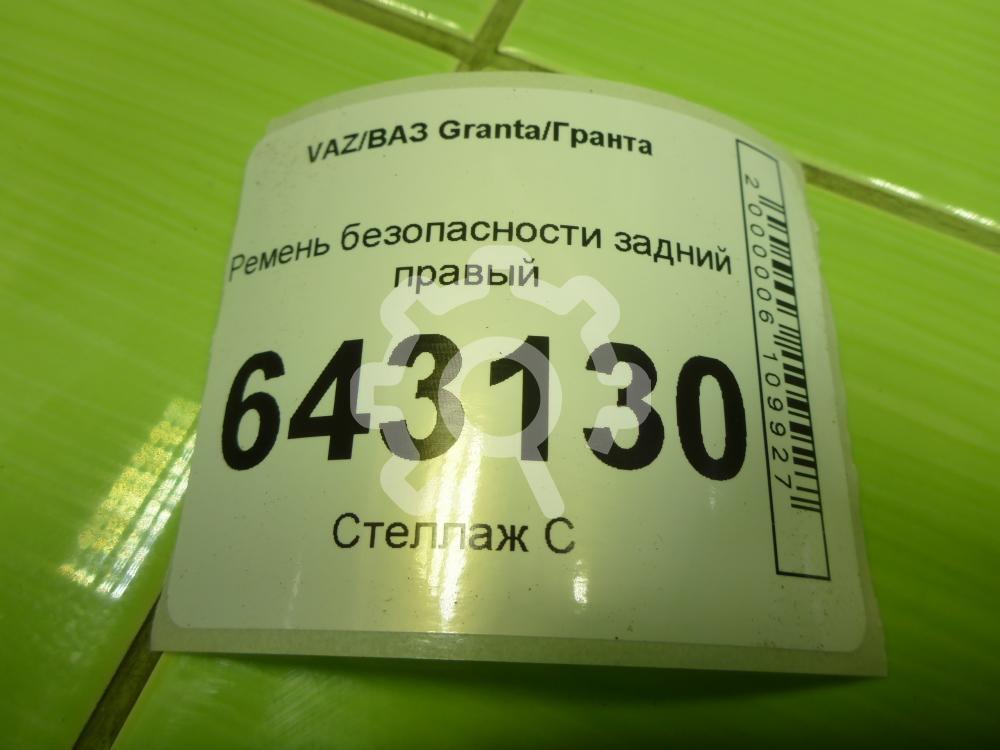 VAZ/ВАЗ Granta/Гранта
Ремень безопасности задний
правый
643130
Стеллаж С
2000006109927